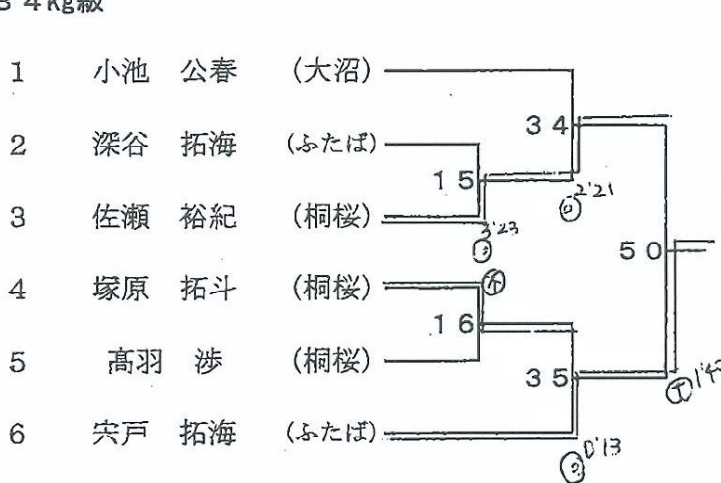 34kg級
1 小池 公春 (大沼)
2 深谷 拓海 (ふたば)
3 佐瀬 裕紀 (桐桜)
4 塚原 拓斗 (桐桜)
5 髙羽 渉 (桐桜)
6 宍戸 拓海 (ふたば)
34
15
2'21
3'23
50
16
35
0'13